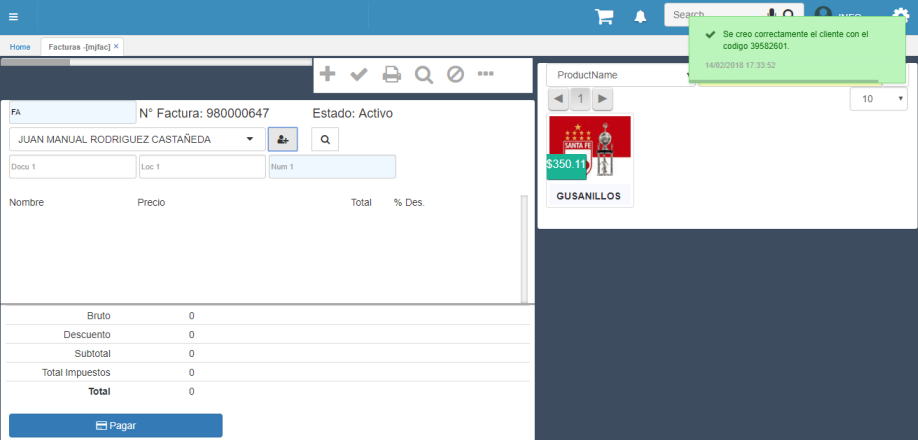 Search
INFO
Se creo correctamente el cliente con el
codigo 39582601.
14/02/2018 17:33:52
Home
Facturas -[mjfac] ×
ProductName
FA
N° Factura: 980000647
Estado: Activo
1
10
JUAN MANUAL RODRIGUEZ CASTAÑEDA
Docu 1
Loc 1
Num 1
SANTA FE
$350.11
GUSANILLOS
Nombre
Precio
Total
% Des.
Bruto
0
Descuento
0
Subtotal
0
Total Impuestos
0
Total
0
Pagar